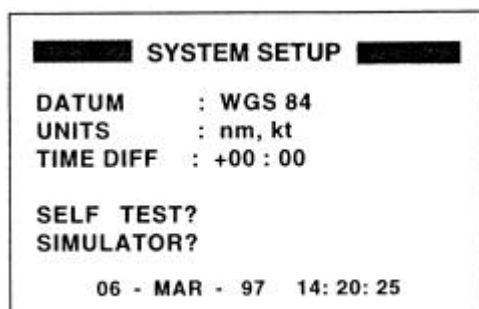 SYSTEM SETUP
DATUM : WGS 84
UNITS : nm, kt
TIME DIFF : +00 : 00
SELF TEST?
SIMULATOR?
06 - MAR - 97 14: 20: 25